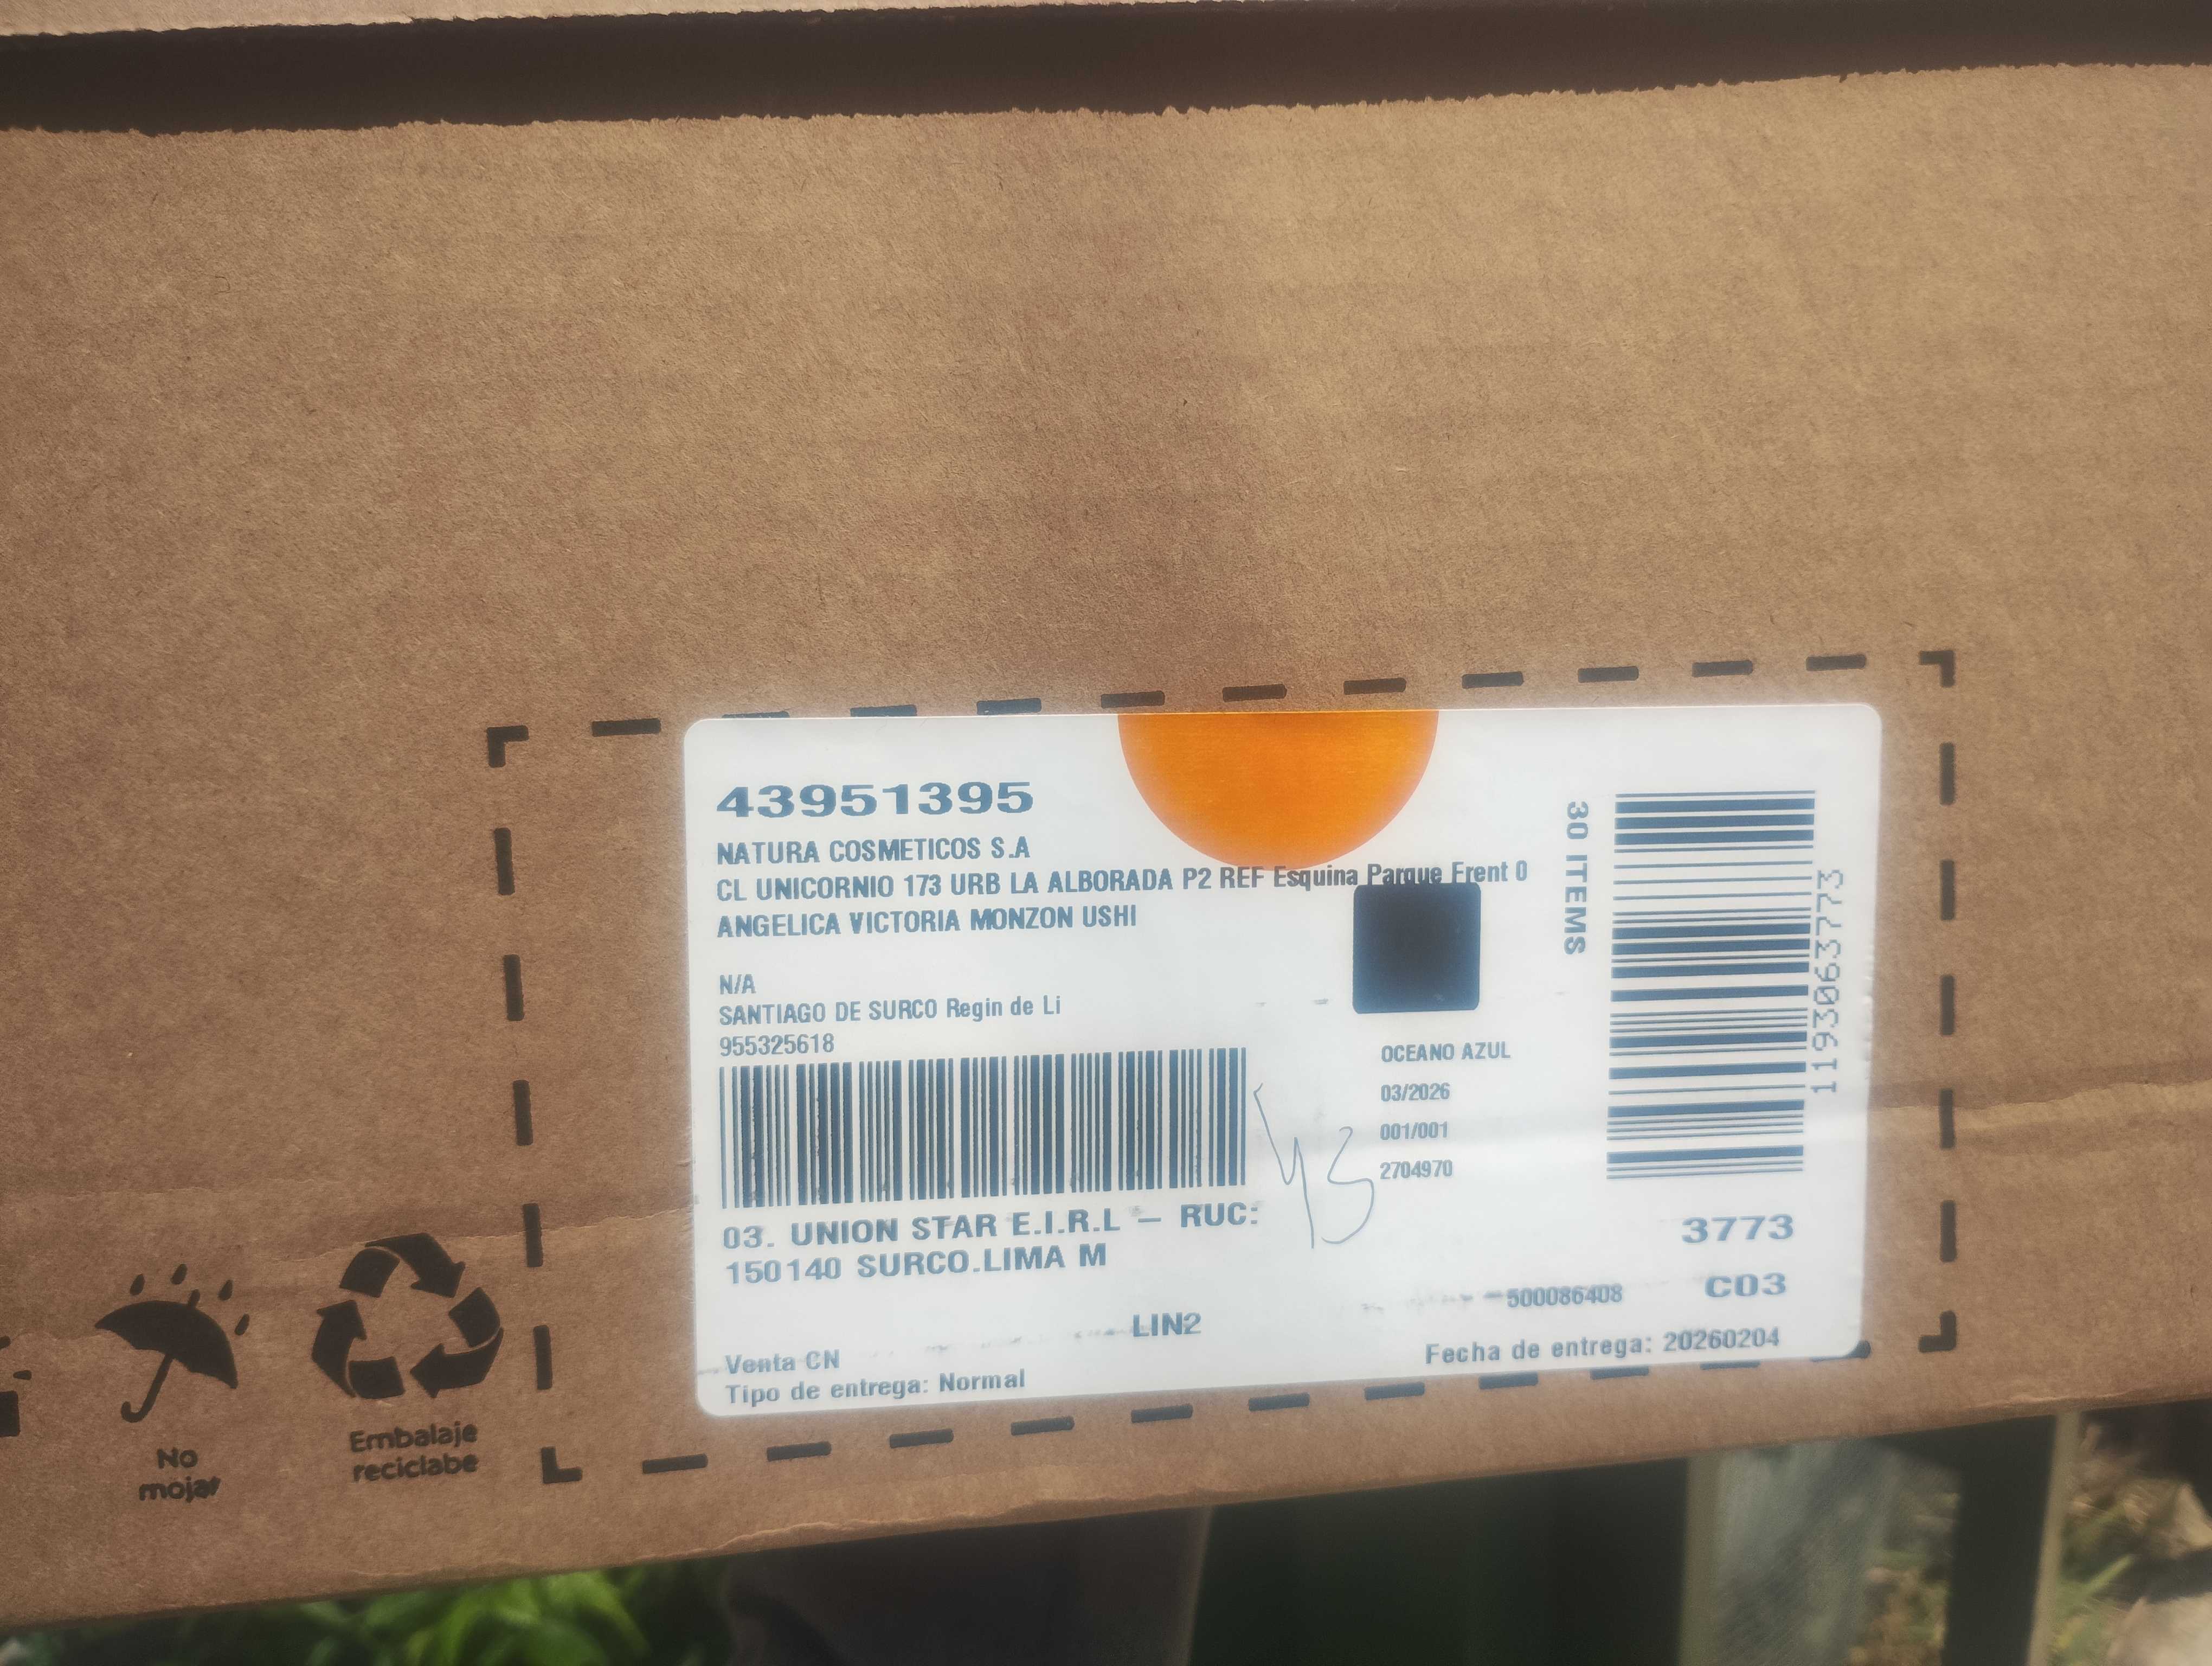 43951395
NATURA COSMETICOS S.A
CL UNICORNIO 173 URB LA ALBORADA P2 REF Esquina Parque Frent 0
ANGELICA VICTORIA MONZON USHI
N/A
SANTIAGO DE SURCO Regin de Li
955325618
03. UNION STAR E.I.R.L – RUC:
150140 SURCO.LIMA M
LIN2
Venta CN
Tipo de entrega: Normal
OCEANO AZUL
03/2026
001/001
2704970
43
30 ITEMS
1193063773
3773
C03
500086408
Fecha de entrega: 20260204
No
mojar
Embalaje
reciclabe